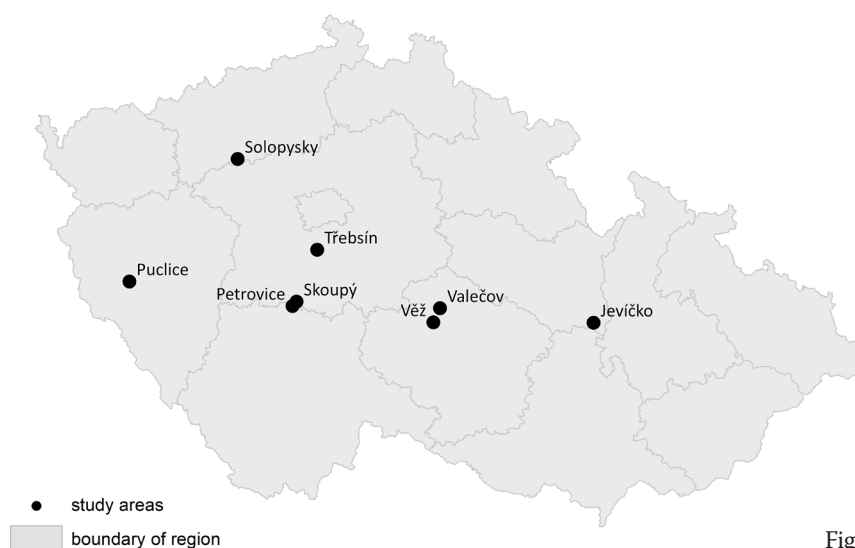 Solopysky
Třebsín
Puclice
Petrovice
Skoupý
Věž
Valečov
Jevíčko
study areas
boundary of region
Fig